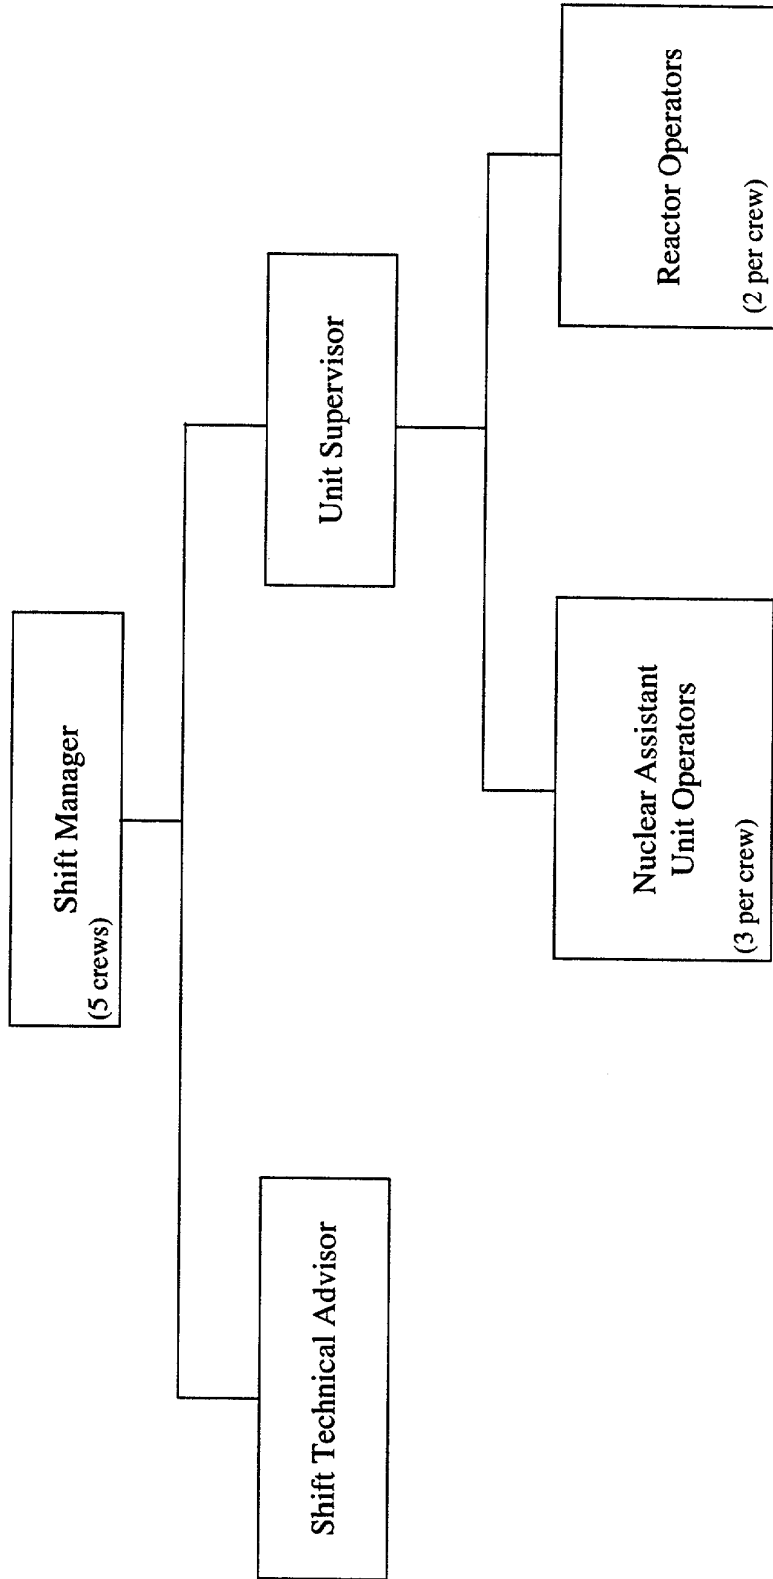 Shift Manager
(5 crews)
Shift Technical Advisor
Unit Supervisor
Nuclear Assistant
Unit Operators
(3 per crew)
Reactor Operators
(2 per crew)